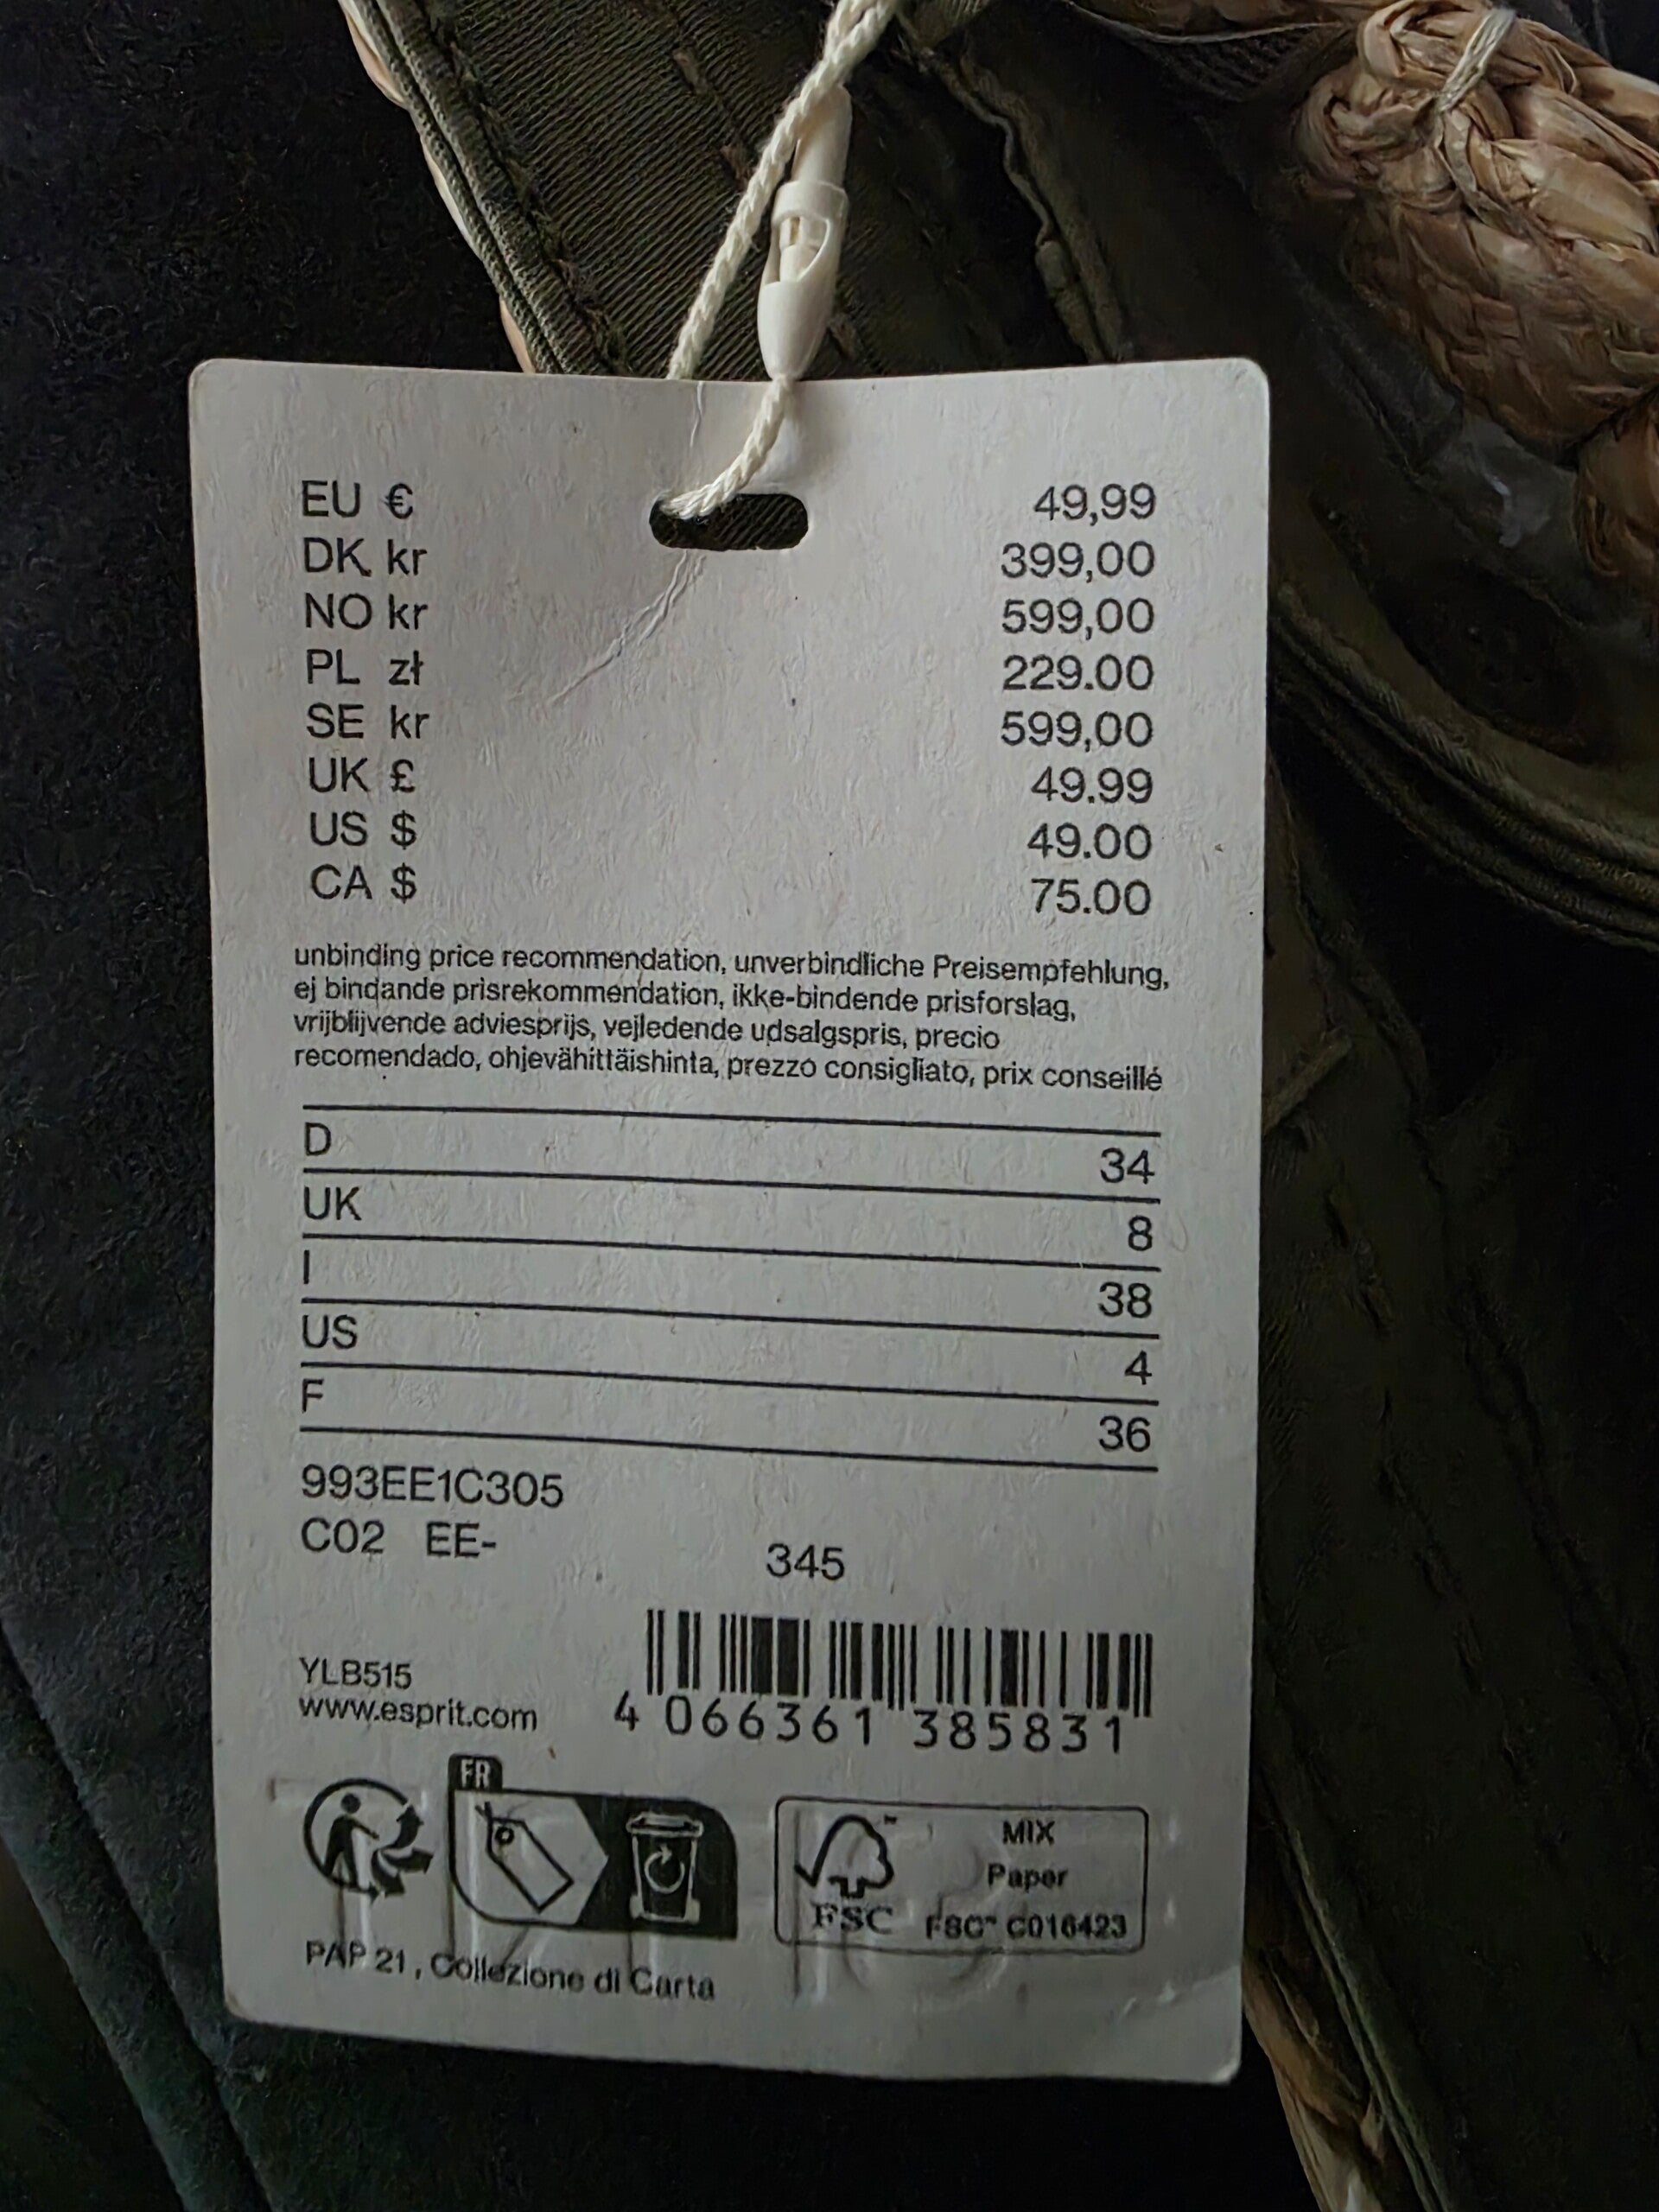 EU € 49,99
DK kr 399,00
NO kr 599,00
PL zł 229.00
SE kr 599,00
UK £ 49.99
US $ 49.00
CA $ 75.00
unbinding price recommendation, unverbindliche Preisempfehlung,
ej bindande prisrekommendation, ikke-bindende prisforslag,
vrijblijvende adviesprijs, vejledende udsalgspris, precio
recomendado, ohjevähittäishinta, prezzo consigliato, prix conseillé
D 34
UK 8
I 38
US 4
F 36
993EE1C305
C02 EE- 345
YLB515
www.esprit.com
4 066361 385831
FR
MIX
Paper
FSC™ C016423
FSC
PAP 21, Collezione di Carta